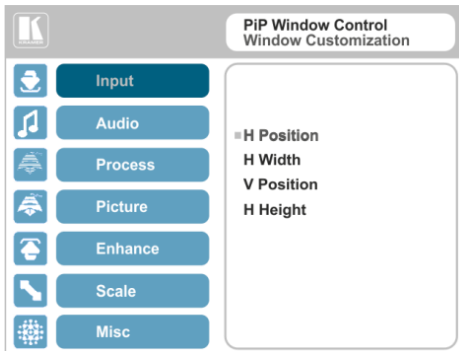 PiP Window Control
Window Customization
Input
Audio
Process
Picture
Enhance
Scale
Misc
H Position
H Width
V Position
H Height